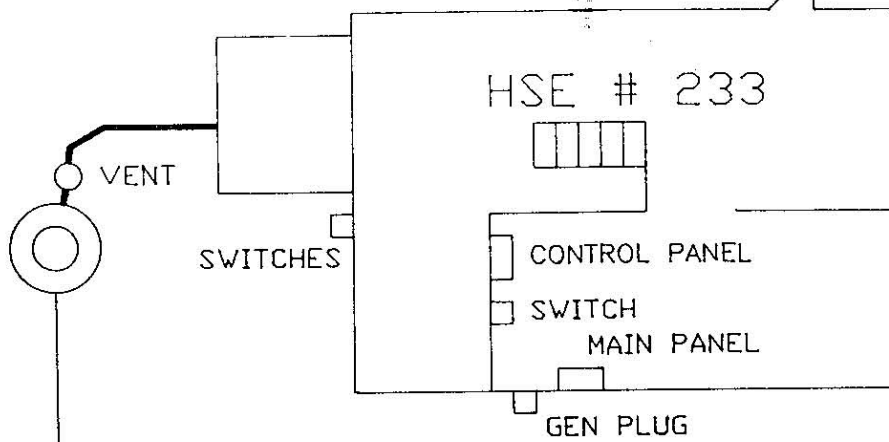 HSE # 233
VENT
SWITCHES
CONTROL PANEL
SWITCH
MAIN PANEL
GEN PLUG